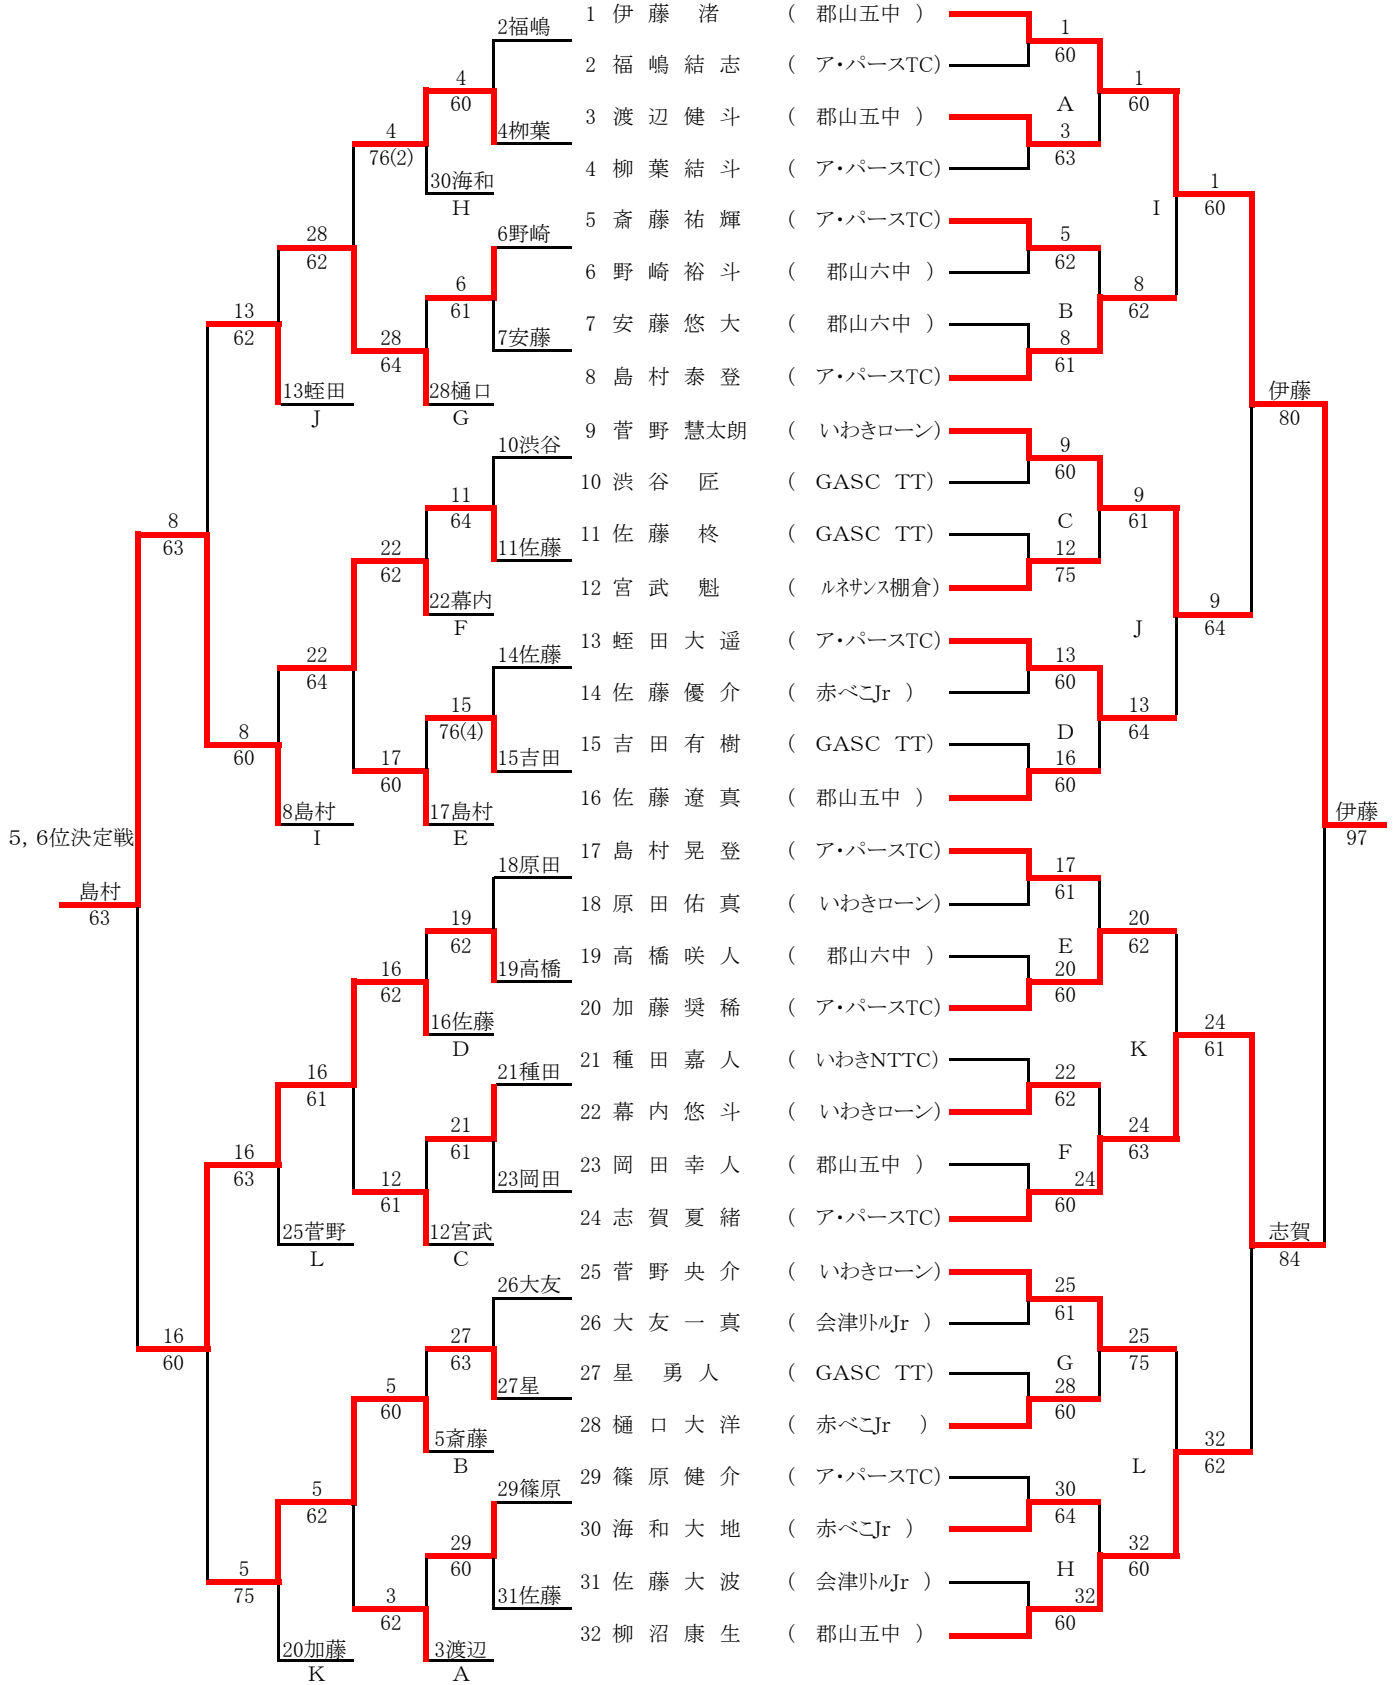 1 伊藤 渚 ( 郡山五中 )
2 福嶋結志 ( ア・パースTC)
3 渡辺健斗 ( 郡山五中 )
4 柳葉結斗 ( ア・パースTC)
5 斎藤祐輝 ( ア・パースTC)
6 野崎裕斗 ( 郡山六中 )
7 安藤悠大 ( 郡山六中 )
8 島村泰登 ( ア・パースTC)
9 菅野慧太朗 ( いわきローン)
10 渋谷 匠 ( GASC TT)
11 佐藤 柊 ( GASC TT)
12 宮武 魁 ( ルネサンス棚倉)
13 蛭田大遥 ( ア・パースTC)
14 佐藤優介 ( 赤べこJr )
15 吉田有樹 ( GASC TT)
16 佐藤遼真 ( 郡山五中 )
17 島村晃登 ( ア・パースTC)
18 原田佑真 ( いわきローン)
19 高橋咲人 ( 郡山六中 )
20 加藤奨稀 ( ア・パースTC)
21 種田嘉人 ( いわきNTTC)
22 幕内悠斗 ( いわきローン)
23 岡田幸人 ( 郡山五中 )
24 志賀夏緒 ( ア・パースTC)
25 菅野央介 ( いわきローン)
26 大友一真 ( 会津リトルJr )
27 星 勇人 ( GASC TT)
28 樋口大洋 ( 赤べこJr )
29 篠原健介 ( ア・パースTC)
30 海和大地 ( 赤べこJr )
31 佐藤大波 ( 会津リトルJr )
32 柳沼康生 ( 郡山五中 )
1
60
A
3
63
5
62
B
8
61
9
60
C
12
75
13
60
D
16
60
17
61
E
20
60
22
62
F
24
60
25
61
G
28
60
30
64
H
32
60
1
60
I
8
62
9
61
J
13
64
20
62
K
24
63
25
75
L
32
60
1
60
9
64
24
61
32
62
伊藤
80
志賀
84
伊藤
97
2福嶋
4栁葉
6野崎
7安藤
10渋谷
11佐藤
14佐藤
15吉田
18原田
19高橋
21種田
23岡田
26大友
27星
29篠原
31佐藤
4
60
30海和
H
6
61
28樋口
G
11
64
22幕内
F
15
76(4)
17島村
E
19
62
16佐藤
D
21
61
12宮武
C
27
63
5斎藤
B
29
60
3渡辺
A
4
76(2)
28
64
22
62
17
60
16
62
12
61
5
60
3
62
28
62
13蛭田
J
22
64
8島村
I
16
61
25菅野
L
5
62
20加藤
K
13
62
8
60
16
63
5
75
8
63
16
60
5,6位決定戦
島村
63